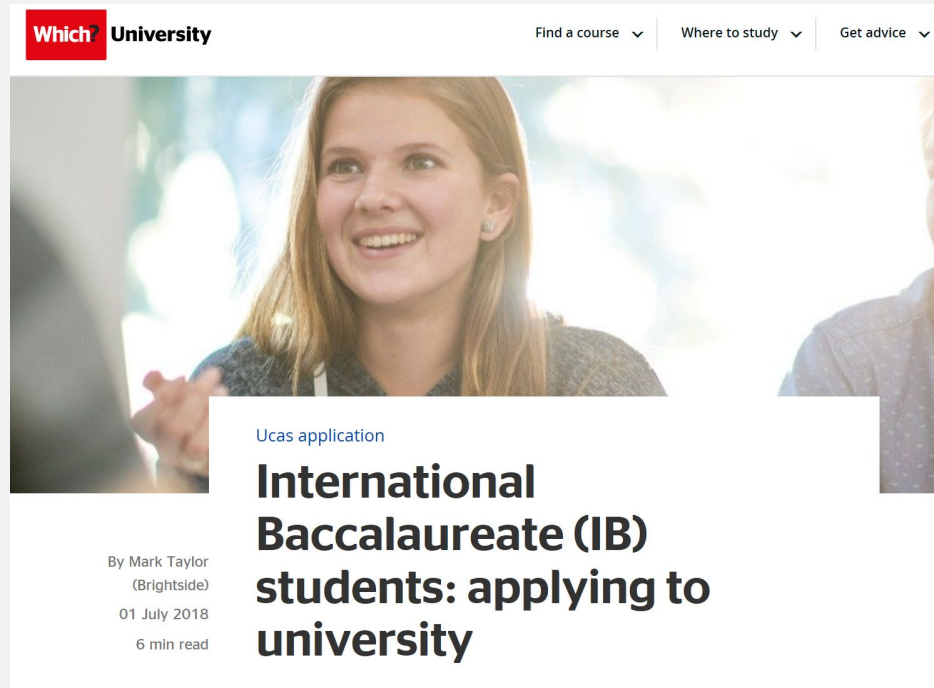 Which? University
Find a course
Where to study
Get advice
Ucas application
International
Baccalaureate (IB)
students: applying to
university
By Mark Taylor
(Brightside)
01 July 2018
6 min read